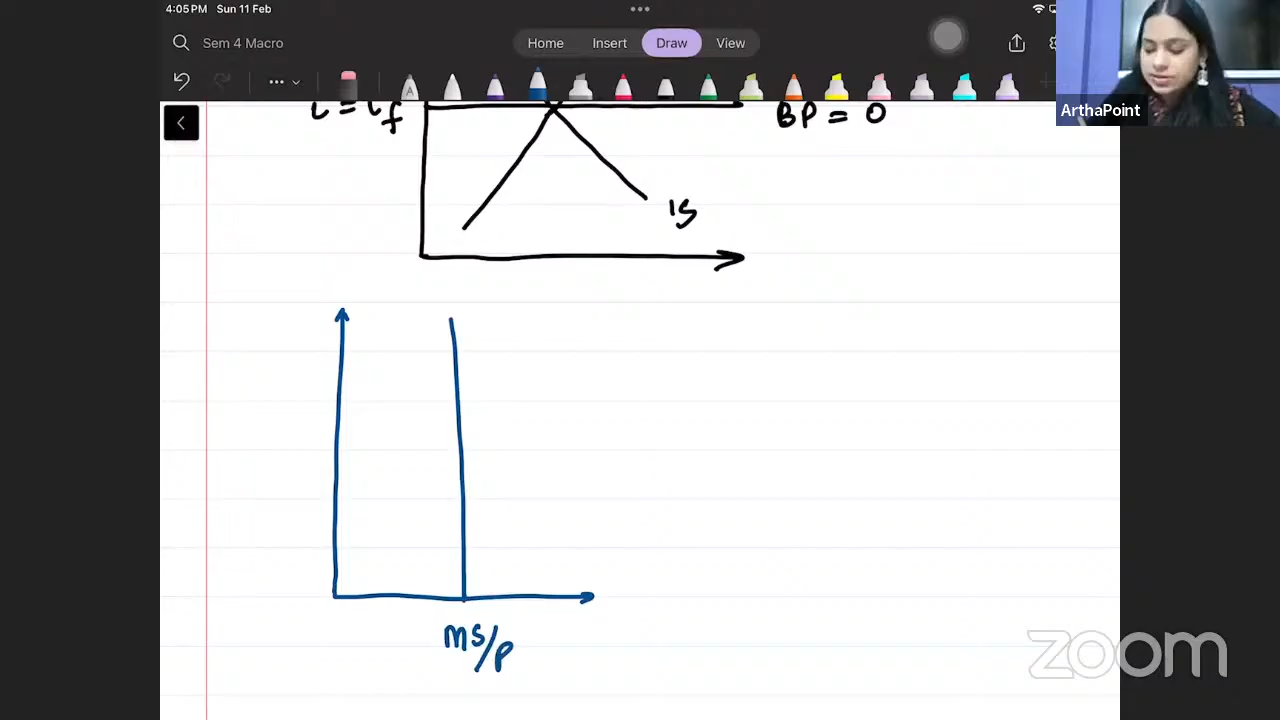 4:05 PM Sun 11 Feb
Sem 4 Macro
Home Insert Draw View
A
ArthaPoint
i = if
BP = 0
IS
MS/P
zoom